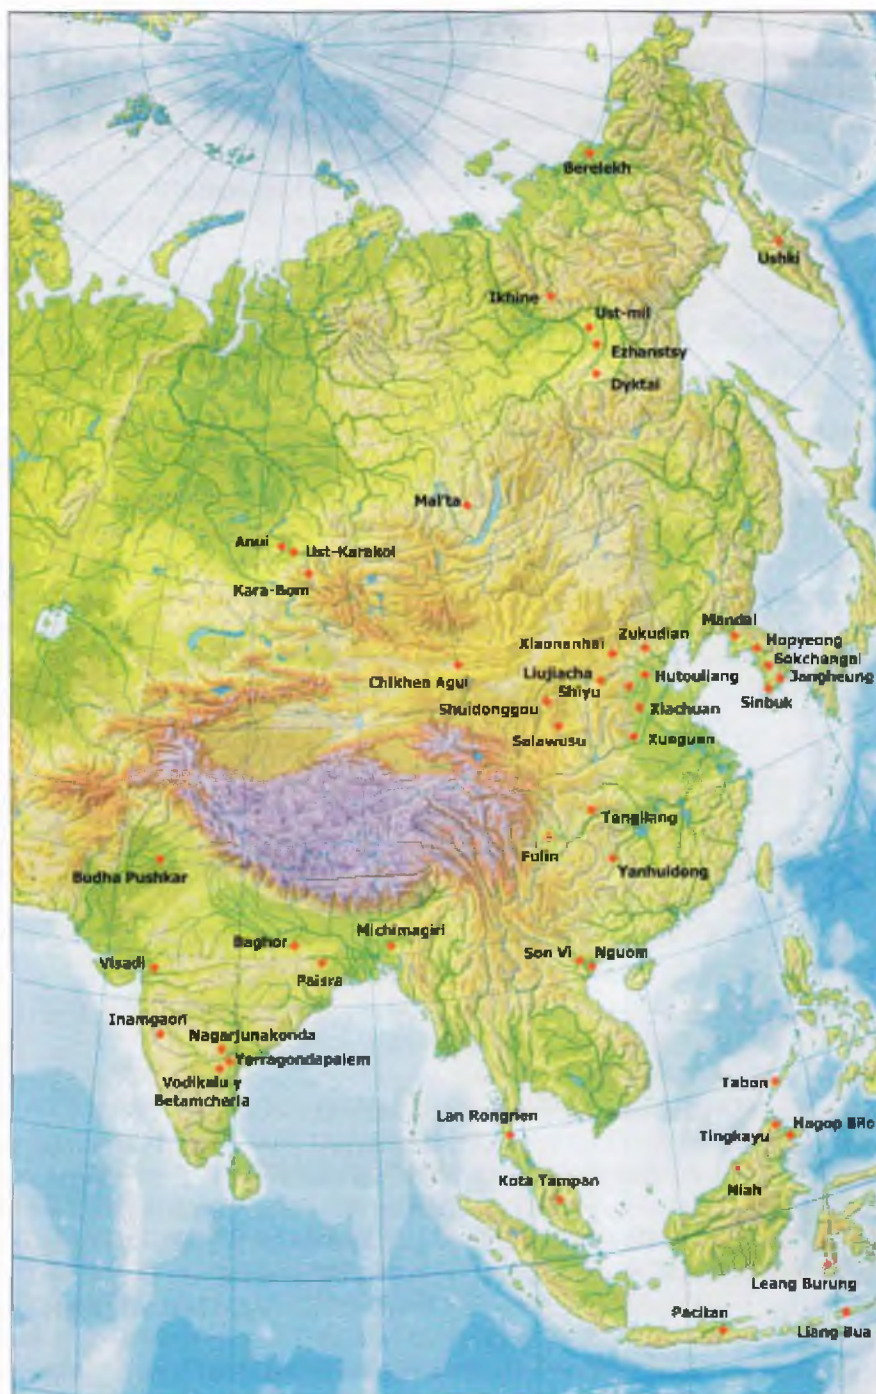 Berelekh
Ushki
Ikhine
Ust-mil
Ezhanstsy
Dyktai
Mal'ta
Anui
Ust-Karakol
Kara-Bom
Mandal
Zukudian
Hopyeong
Xiaonanhai
Sokchangai
Chikhen Agui
Liujiacha
Hutouliang
Jangheung
Shiyu
Sinbuk
Shuidonggou
Xiachuan
Salawusu
Xueguan
Tangliang
Fulin
Budha Pushkar
Yanhuidong
Michimagiri
Baghor
Son Vi
Nguom
Visadi
Paisra
Inamgaon
Nagarjunakonda
Yerragondapalem
Vodikalu y
Betamcherla
Tabon
Lan Rongrien
Hagop Bilo
Tingkayu
Kota Tampan
Niah
Leang Burung
Pacitan
Liang Bua